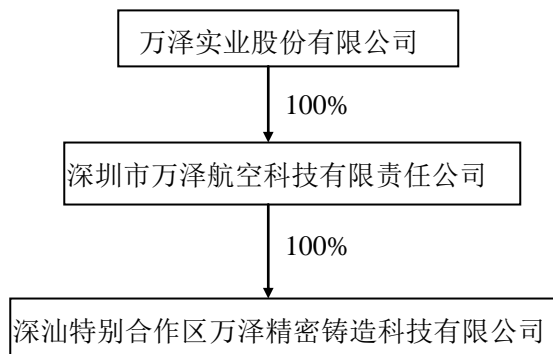 万泽实业股份有限公司
100%
深圳市万泽航空科技有限责任公司
100%
深汕特别合作区万泽精密铸造科技有限公司